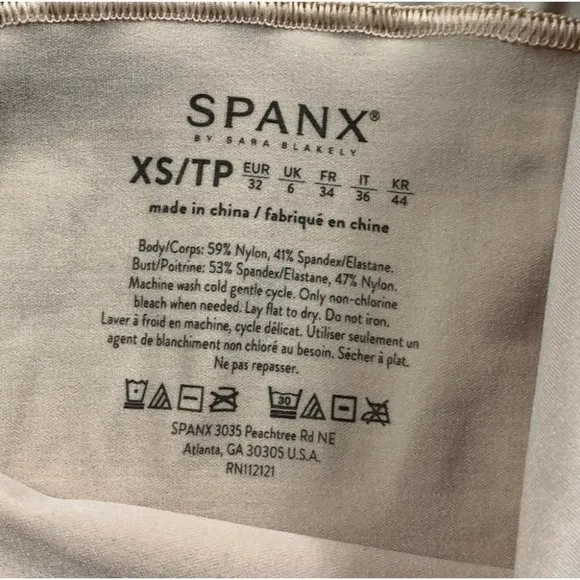 SPANX®
BY SARA BLAKELY
XS/TP EUR 32 UK 6 FR 34 IT 36 KR 44
made in china / fabriqué en chine
Body/Corps: 59% Nylon, 41% Spandex/Elastane.
Bust/Poitrine: 53% Spandex/Elastane, 47% Nylon.
Machine wash cold gentle cycle. Only non-chlorine
bleach when needed. Lay flat to dry. Do not iron.
Laver à froid en machine, cycle délicat. Utiliser seulement un
agent de blanchiment non chloré au besoin. Sécher à plat.
Ne pas repasser.
30
SPANX 3035 Peachtree Rd NE
Atlanta, GA 30305 U.S.A.
RN112121